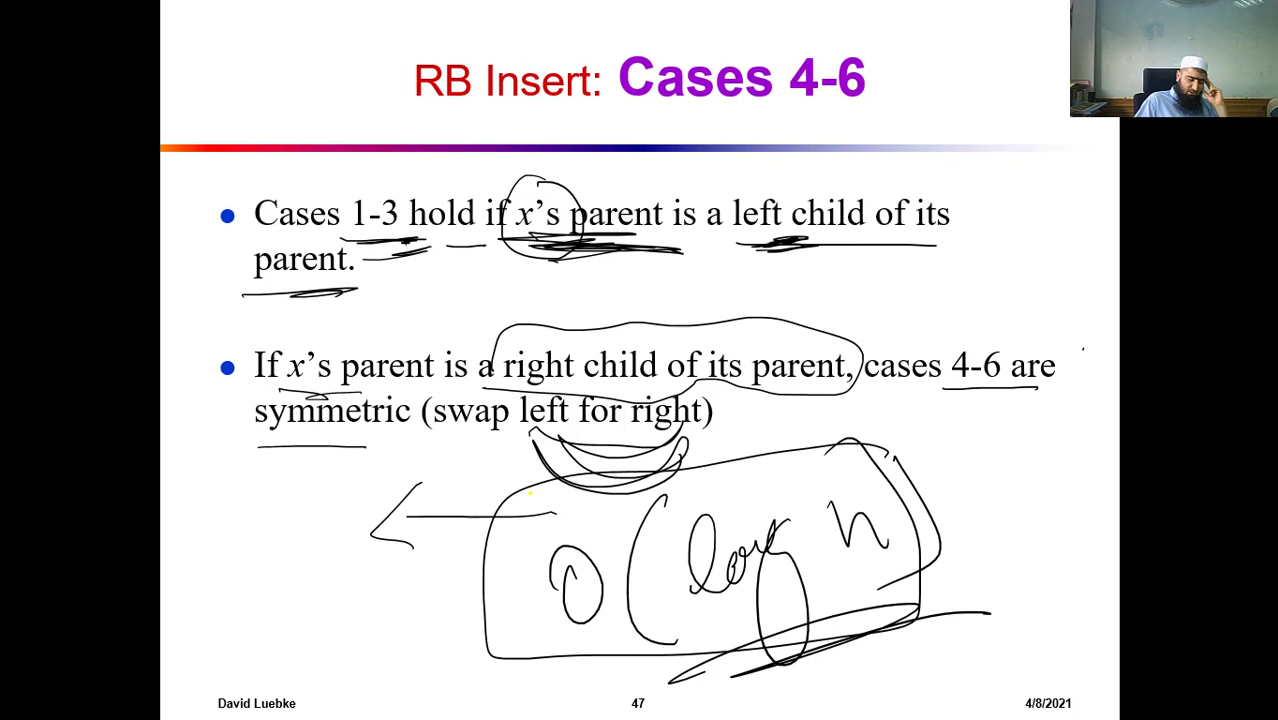 RB Insert: Cases 4-6
Cases 1-3 hold if x's parent is a left child of its
parent.
If x's parent is a right child of its parent, cases 4-6 are
symmetric (swap left for right)
O(log n)
David Luebke
47
4/8/2021